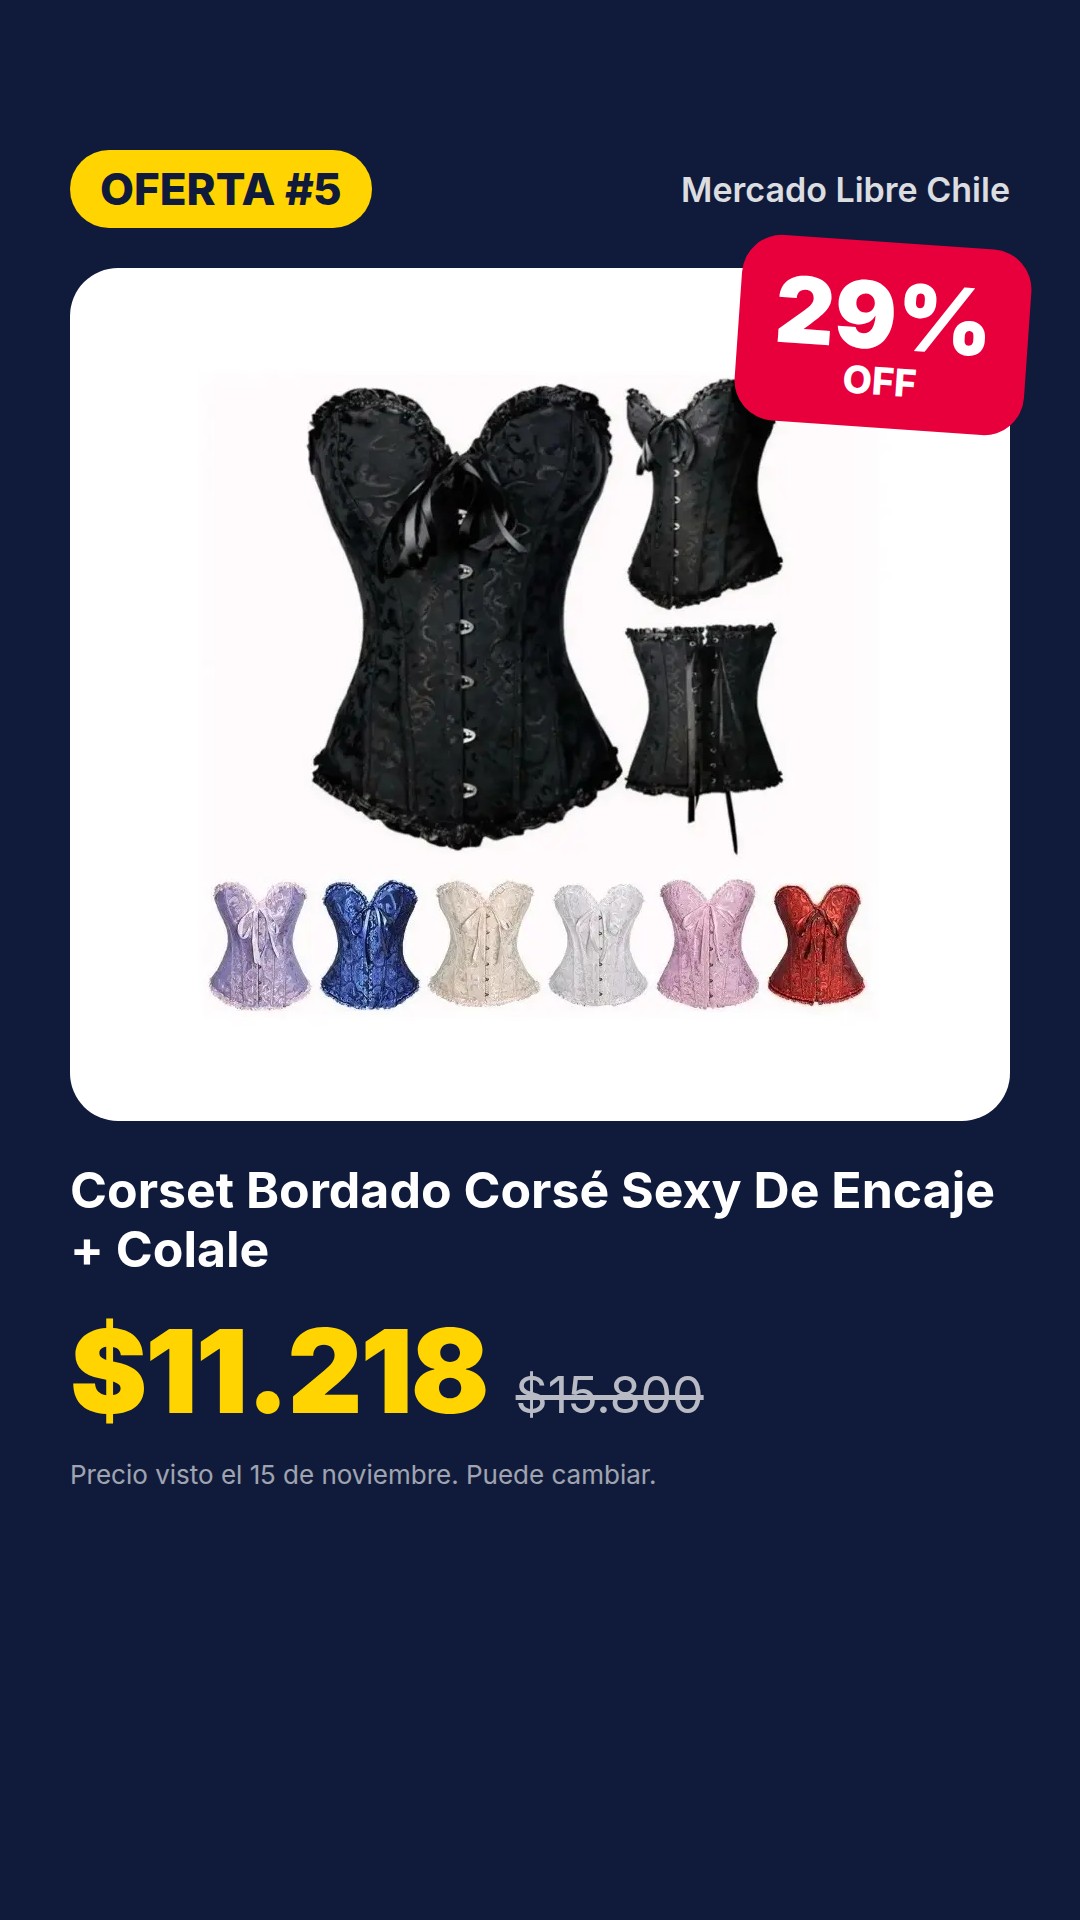 OFERTA #5
Mercado Libre Chile
29%
OFF
Corset Bordado Corsé Sexy De Encaje
+ Colale
$11.218 $15.800
Precio visto el 15 de noviembre. Puede cambiar.